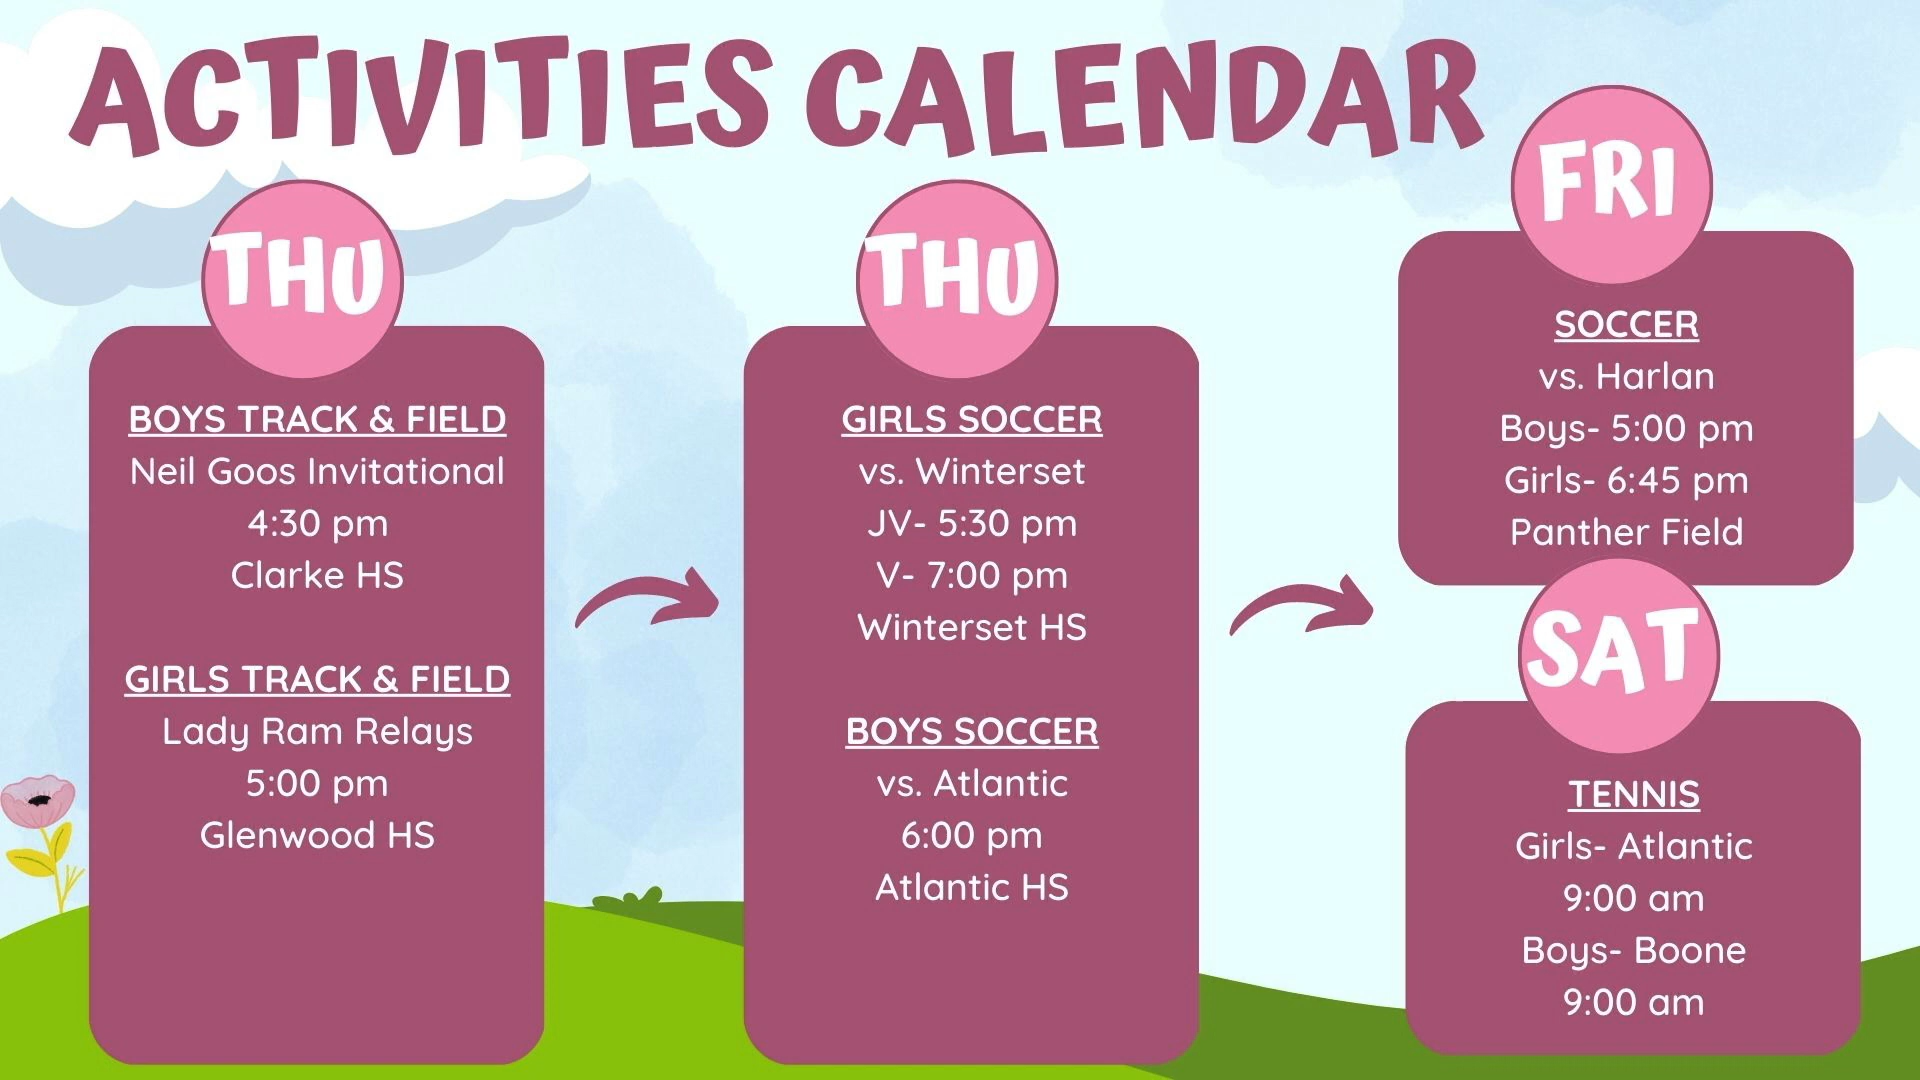 ACTIVITIES CALENDAR
THU
BOYS TRACK & FIELD
Neil Goos Invitational
4:30 pm
Clarke HS
GIRLS TRACK & FIELD
Lady Ram Relays
5:00 pm
Glenwood HS
THU
GIRLS SOCCER
vs. Winterset
JV- 5:30 pm
V- 7:00 pm
Winterset HS
BOYS SOCCER
vs. Atlantic
6:00 pm
Atlantic HS
FRI
SOCCER
vs. Harlan
Boys- 5:00 pm
Girls- 6:45 pm
Panther Field
SAT
TENNIS
Girls- Atlantic
9:00 am
Boys- Boone
9:00 am